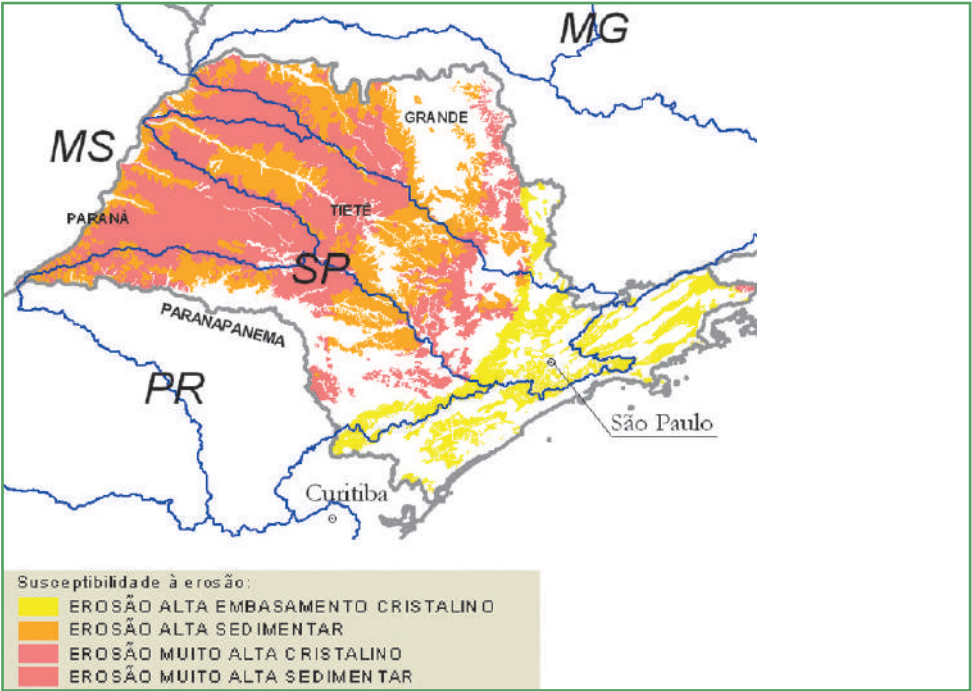 MG
GRANDE
MS
TIETÊ
PARANÁ
SP
PARANAPANEMA
PR
São Paulo
Curitiba
Susceptibilidade à erosão:
EROSÃO ALTA EMBASAMENTO CRISTALINO
EROSÃO ALTA SEDIMENTAR
EROSÃO MUITO ALTA CRISTALINO
EROSÃO MUITO ALTA SEDIMENTAR